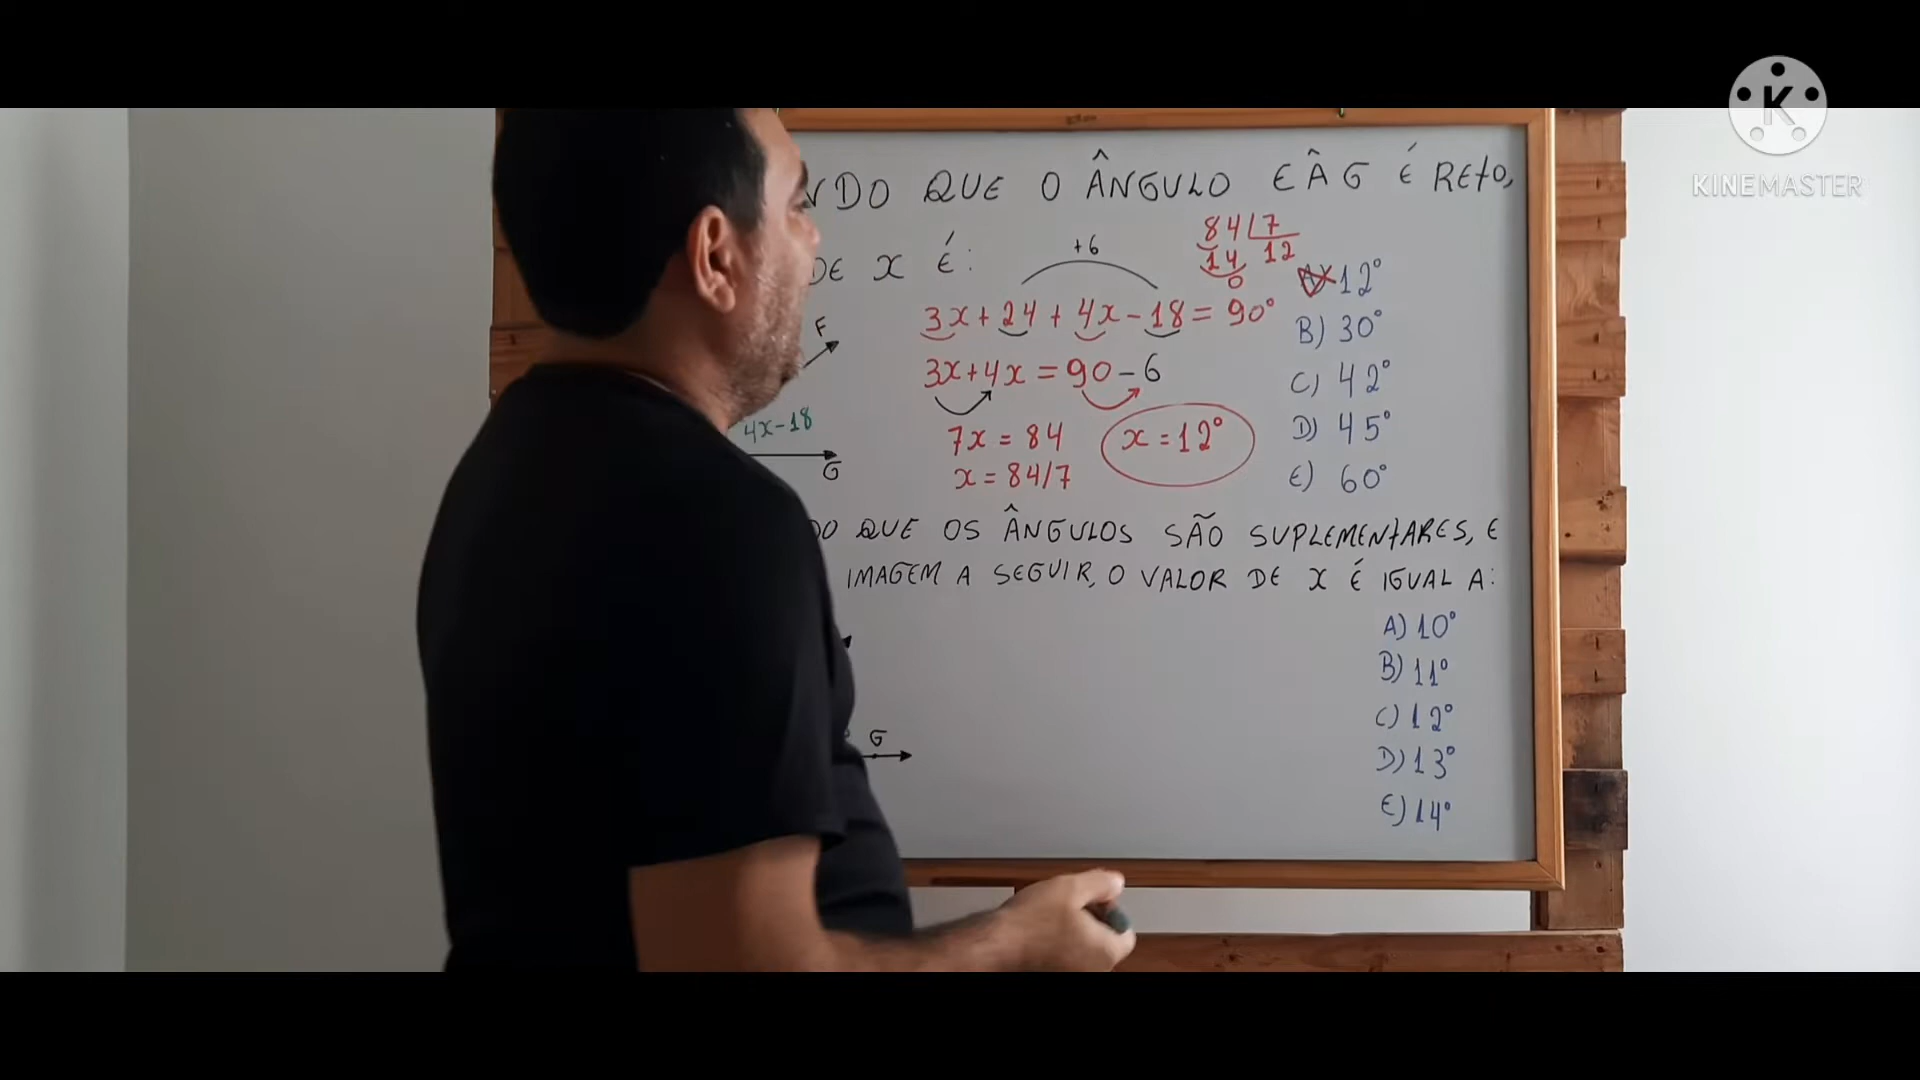 QUE O ÂNGULO EÂG É RETO,
DE X É:
+6
84/7
14 12
0
3x+24+4x-18=90°
3x+4x=90-6
7x=84
x=84/7
x=12°
A) 12°
B) 30°
C) 42°
D) 45°
E) 60°
F
4x-18
G
QUE OS ÂNGULOS SÃO SUPLEMENTARES, E
IMAGEM A SEGUIR, O VALOR DE X É IGUAL A:
A) 10°
B) 11°
C) 12°
D) 13°
E) 14°
G
K
KINEMASTER